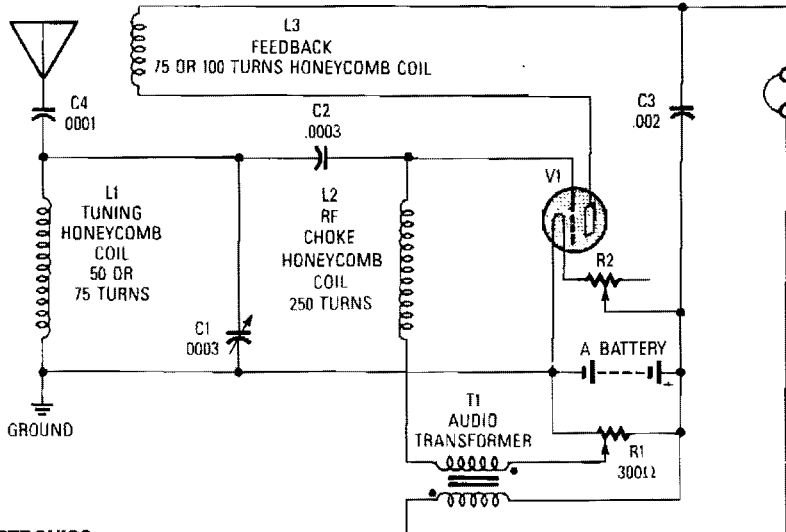 L3
FEEDBACK
75 OR 100 TURNS HONEYCOMB COIL
C4
0001
C2
.0003
C3
.002
L1
TUNING
HONEYCOMB
COIL
50 OR
75 TURNS
L2
RF
CHOKE
HONEYCOMB
COIL
250 TURNS
V1
R2
C1
0003
A BATTERY
+
GROUND
T1
AUDIO
TRANSFORMER
R1
300Ω